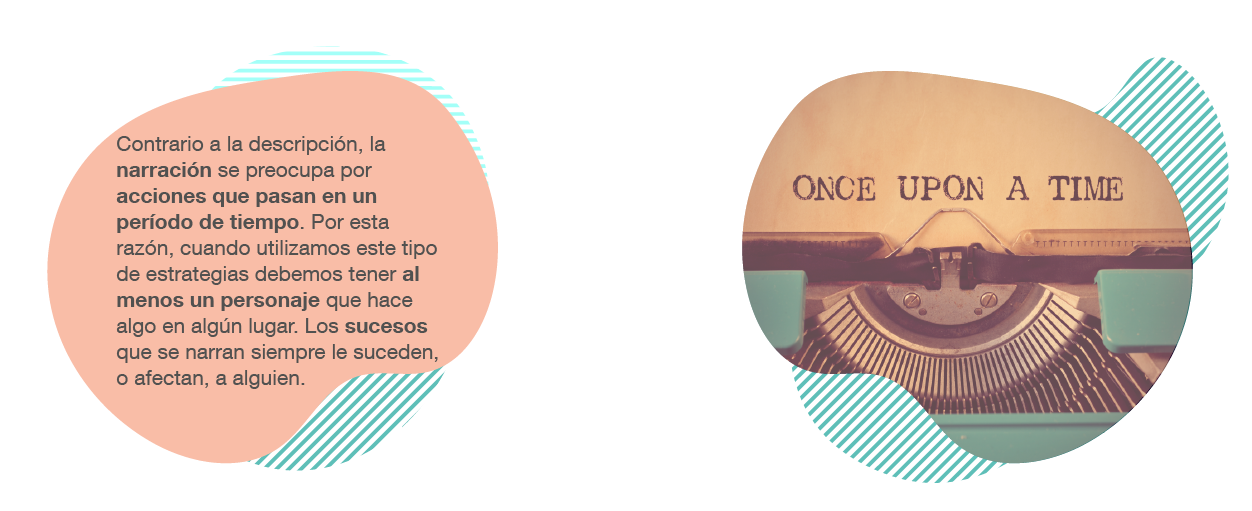 Contrario a la descripción, la
narración se preocupa por
acciones que pasan en un
período de tiempo. Por esta
razón, cuando utilizamos este tipo
de estrategias debemos tener al
menos un personaje que hace
algo en algún lugar. Los sucesos
que se narran siempre le suceden,
o afectan, a alguien.
ONCE UPON A TIME